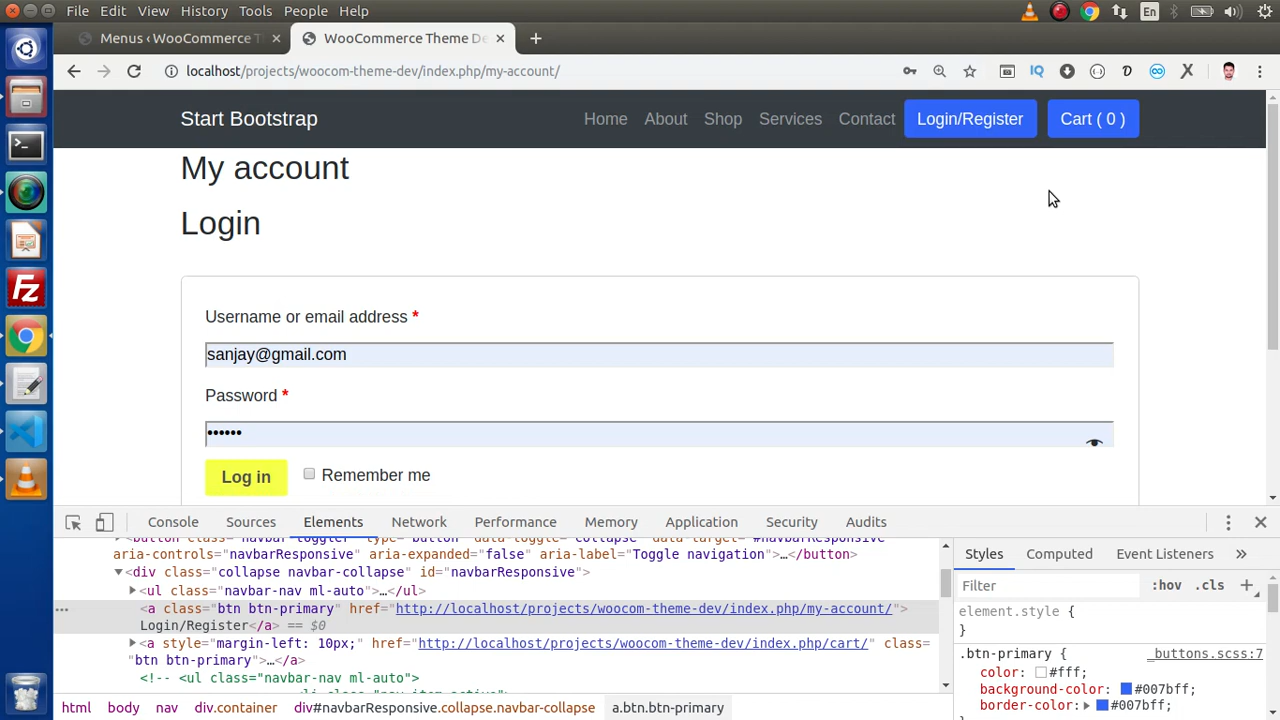 File Edit View History Tools People Help
En
Menus ‹ WooCommerce T
WooCommerce Theme De
localhost/projects/woocom-theme-dev/index.php/my-account/
IQ
Start Bootstrap
Home About Shop Services Contact Login/Register Cart ( 0 )
My account
Login
Username or email address *
sanjay@gmail.com
Password *
••••••
Log in Remember me
Console Sources Elements Network Performance Memory Application Security Audits
aria-controls="navbarResponsive" aria-expanded="false" aria-label="Toggle navigation">…</button>
<div class="collapse navbar-collapse" id="navbarResponsive">
<ul class="navbar-nav ml-auto">…</ul>
<a class="btn btn-primary" href="http://localhost/projects/woocom-theme-dev/index.php/my-account/">
Login/Register</a> == $0
<a style="margin-left: 10px;" href="http://localhost/projects/woocom-theme-dev/index.php/cart/" class=
"btn btn-primary">…</a>
<!-- <ul class="navbar-nav ml-auto">
html body nav div.container div#navbarResponsive.collapse.navbar-collapse a.btn.btn-primary
Styles Computed Event Listeners »
Filter :hov .cls +
element.style {
}
.btn-primary { _buttons.scss:7
color: #fff;
background-color: #007bff;
border-color: #007bff;